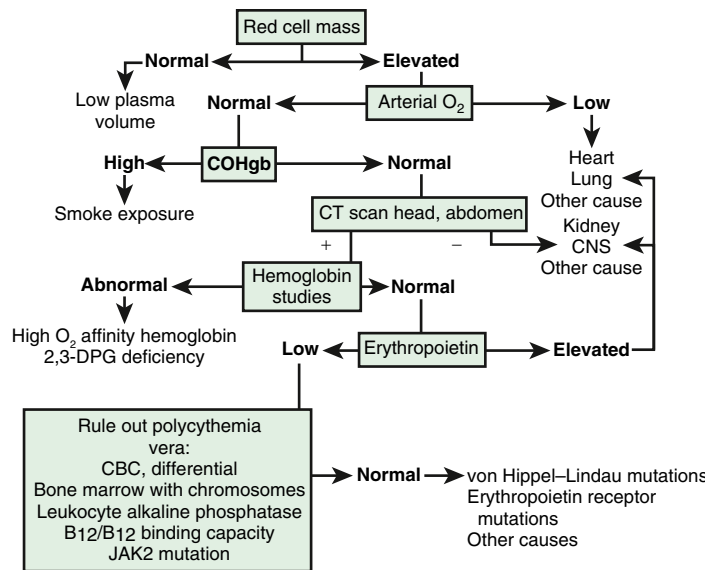 Red cell mass
Normal
Elevated
Low plasma
volume
Normal
Arterial O2
Low
High
COHgb
Normal
Heart
Lung
Other cause
Smoke exposure
CT scan head, abdomen
+
−
Kidney
CNS
Other cause
Abnormal
Hemoglobin
studies
Normal
High O2 affinity hemoglobin
2,3-DPG deficiency
Low
Erythropoietin
Elevated
Rule out polycythemia
vera:
CBC, differential
Bone marrow with chromosomes
Leukocyte alkaline phosphatase
B12/B12 binding capacity
JAK2 mutation
Normal
von Hippel–Lindau mutations
Erythropoietin receptor
mutations
Other causes